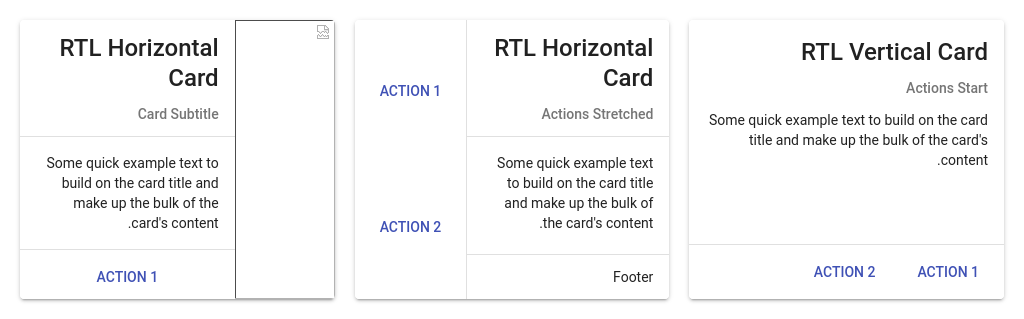 RTL Horizontal
Card
Card Subtitle
Some quick example text to
build on the card title and
make up the bulk of the
.card's content
ACTION 1
ACTION 1
ACTION 2
RTL Horizontal
Card
Actions Stretched
Some quick example text
to build on the card title
and make up the bulk of
.the card's content
Footer
RTL Vertical Card
Actions Start
Some quick example text to build on the card
title and make up the bulk of the card's
.content
ACTION 2
ACTION 1